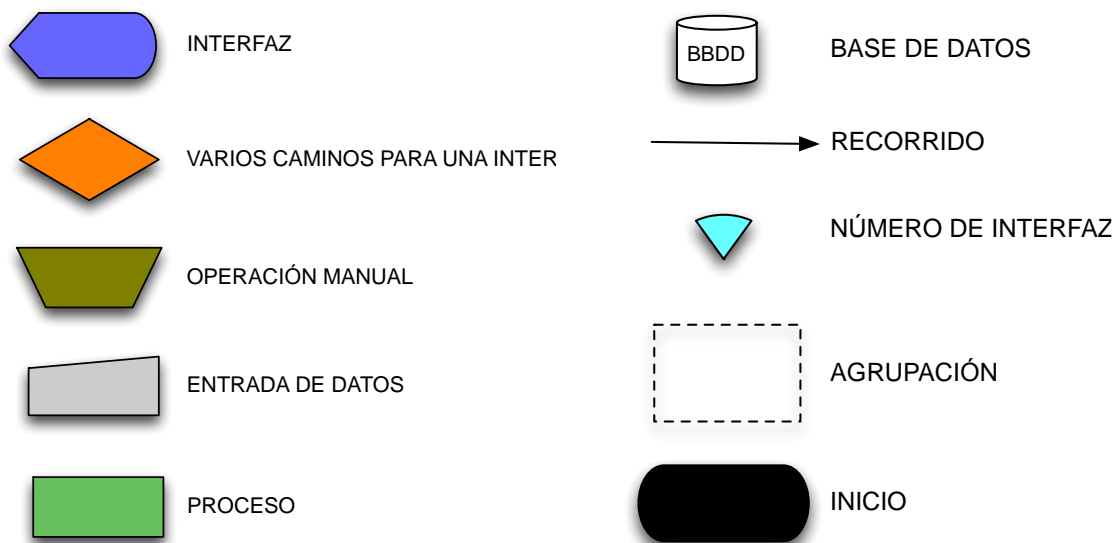 INTERFAZ
VARIOS CAMINOS PARA UNA INTER
OPERACIÓN MANUAL
ENTRADA DE DATOS
PROCESO
BBDD
BASE DE DATOS
RECORRIDO
NÚMERO DE INTERFAZ
AGRUPACIÓN
INICIO